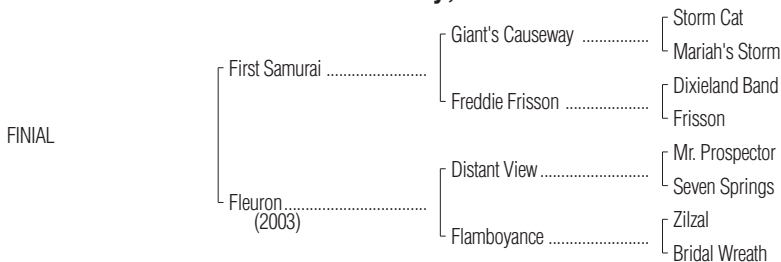 Storm Cat
Giant's Causeway ................
Mariah's Storm
First Samurai ........................
Dixieland Band
Freddie Frisson ....................
Frisson
FINIAL
Mr. Prospector
Distant View..........................
Seven Springs
Fleuron..................................
(2003)
Zilzal
Flamboyance ........................
Bridal Wreath